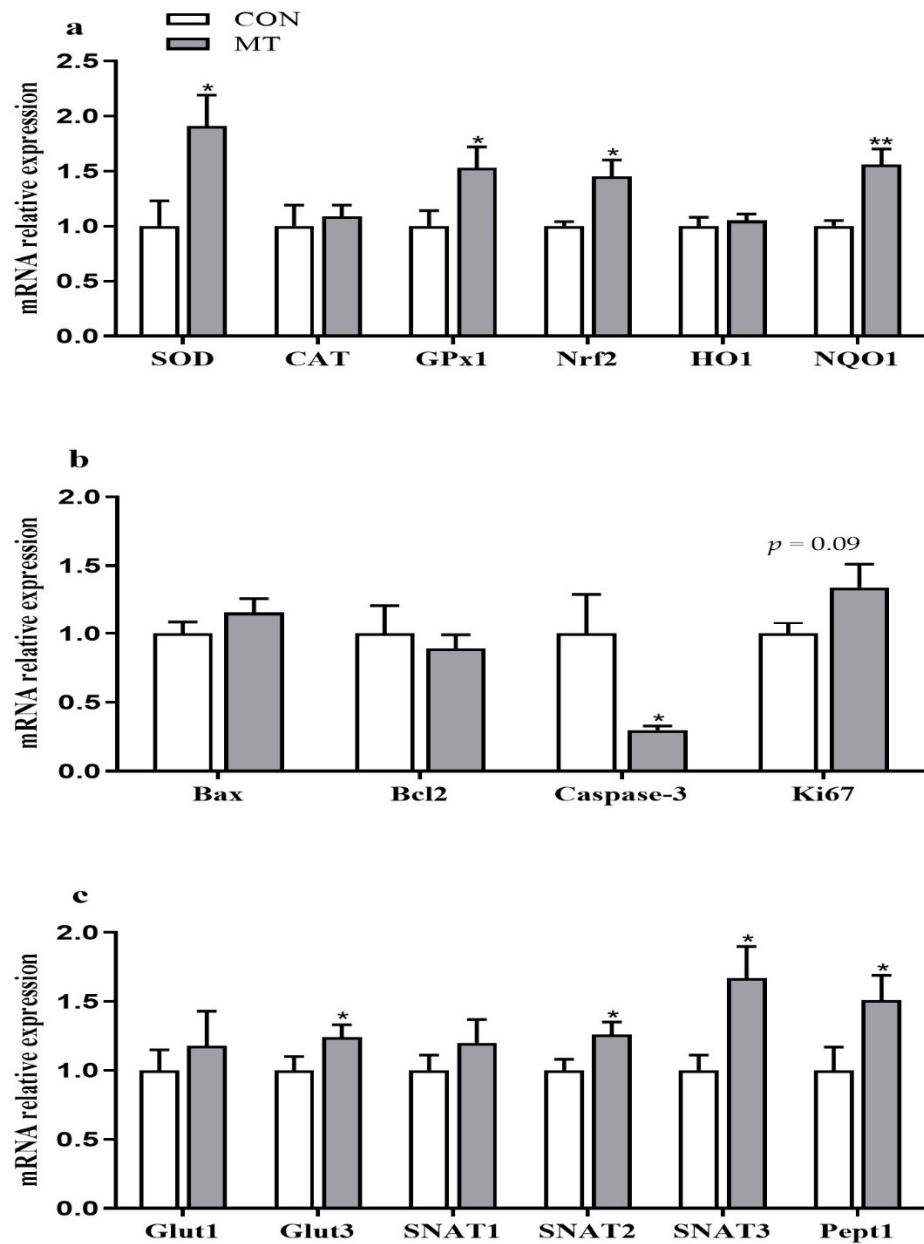 a
CON
MT
mRNA relative expression
2.5
2.0
1.5
1.0
0.5
0.0
* * * **
SOD CAT GPx1 Nrf2 HO1 NQO1
b
mRNA relative expression
2.0
1.5
1.0
0.5
0.0
p = 0.09
*
Bax Bcl2 Caspase-3 Ki67
c
mRNA relative expression
2.0
1.5
1.0
0.5
0.0
* * * *
Glut1 Glut3 SNAT1 SNAT2 SNAT3 Pept1